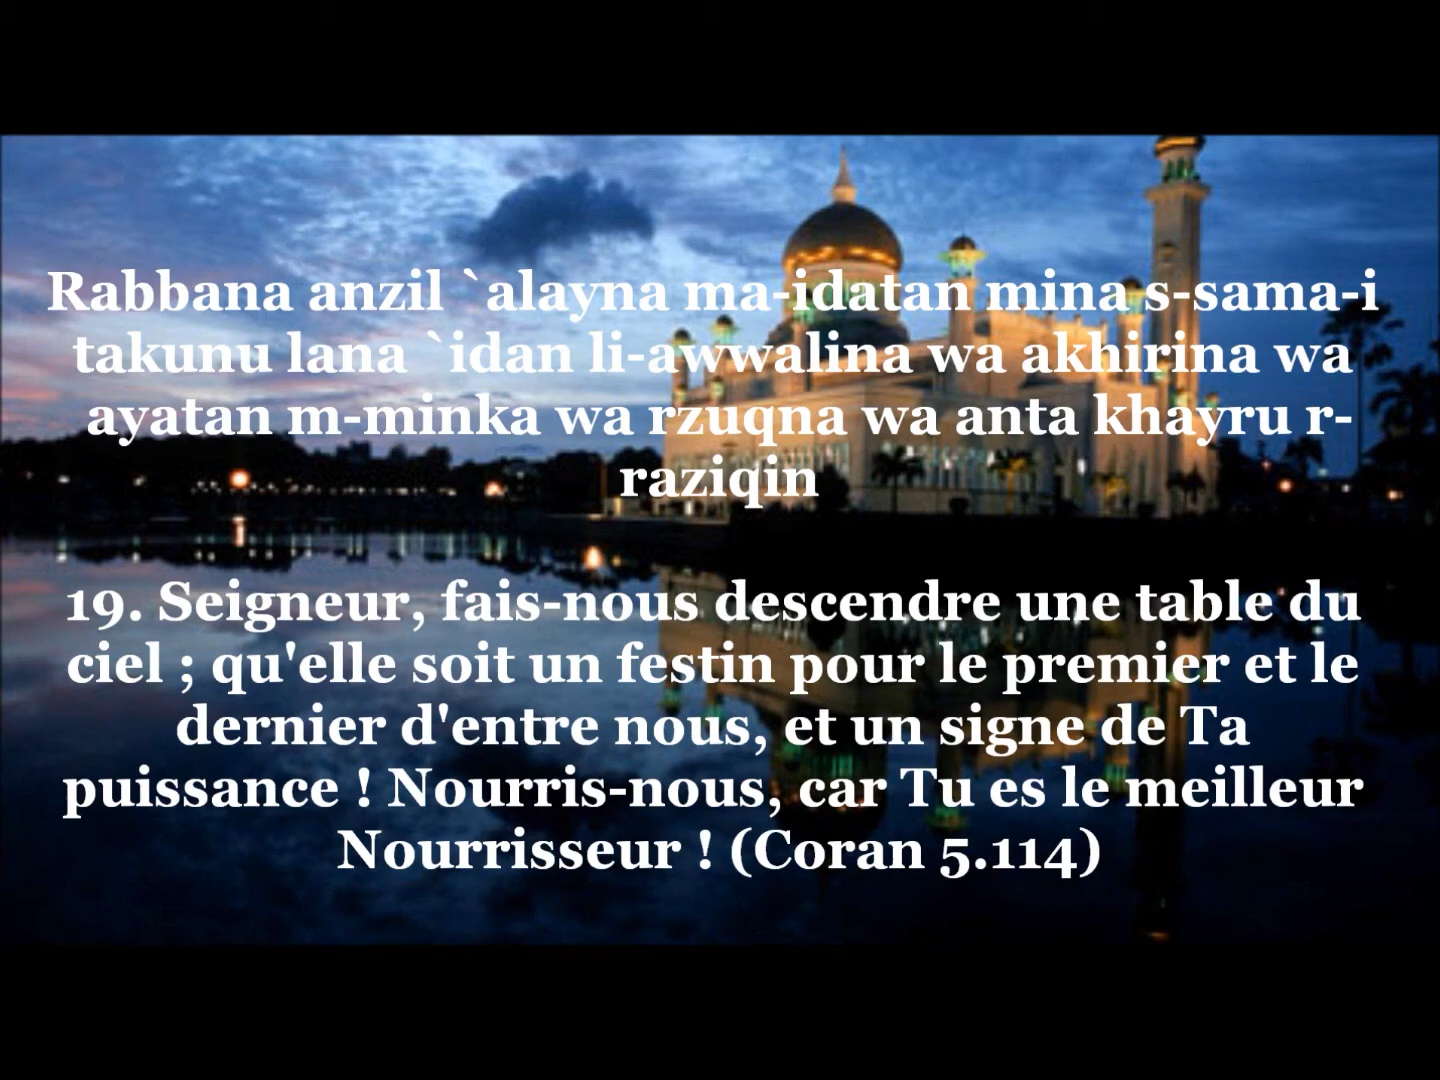 Rabbana anzil `alayna ma-idatan mina s-sama-i
takunu lana `idan li-awwalina wa akhirina wa
ayatan m-minka wa rzuqna wa anta khayru r-
raziqin
19. Seigneur, fais-nous descendre une table du
ciel ; qu'elle soit un festin pour le premier et le
dernier d'entre nous, et un signe de Ta
puissance ! Nourris-nous, car Tu es le meilleur
Nourrisseur ! (Coran 5.114)